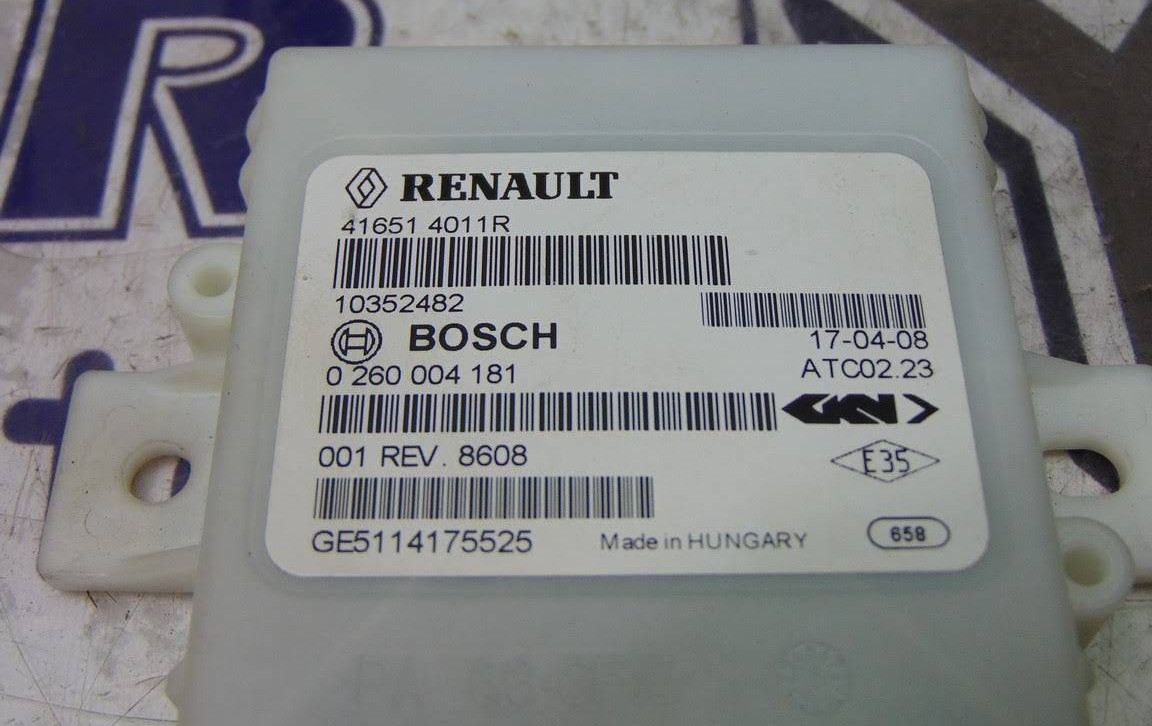 R
RENAULT
41651 4011R
10352482
BOSCH
17-04-08
0 260 004 181
ATC02.23
GKN
001 REV. 8608
E35
GE5114175525
Made in HUNGARY
658